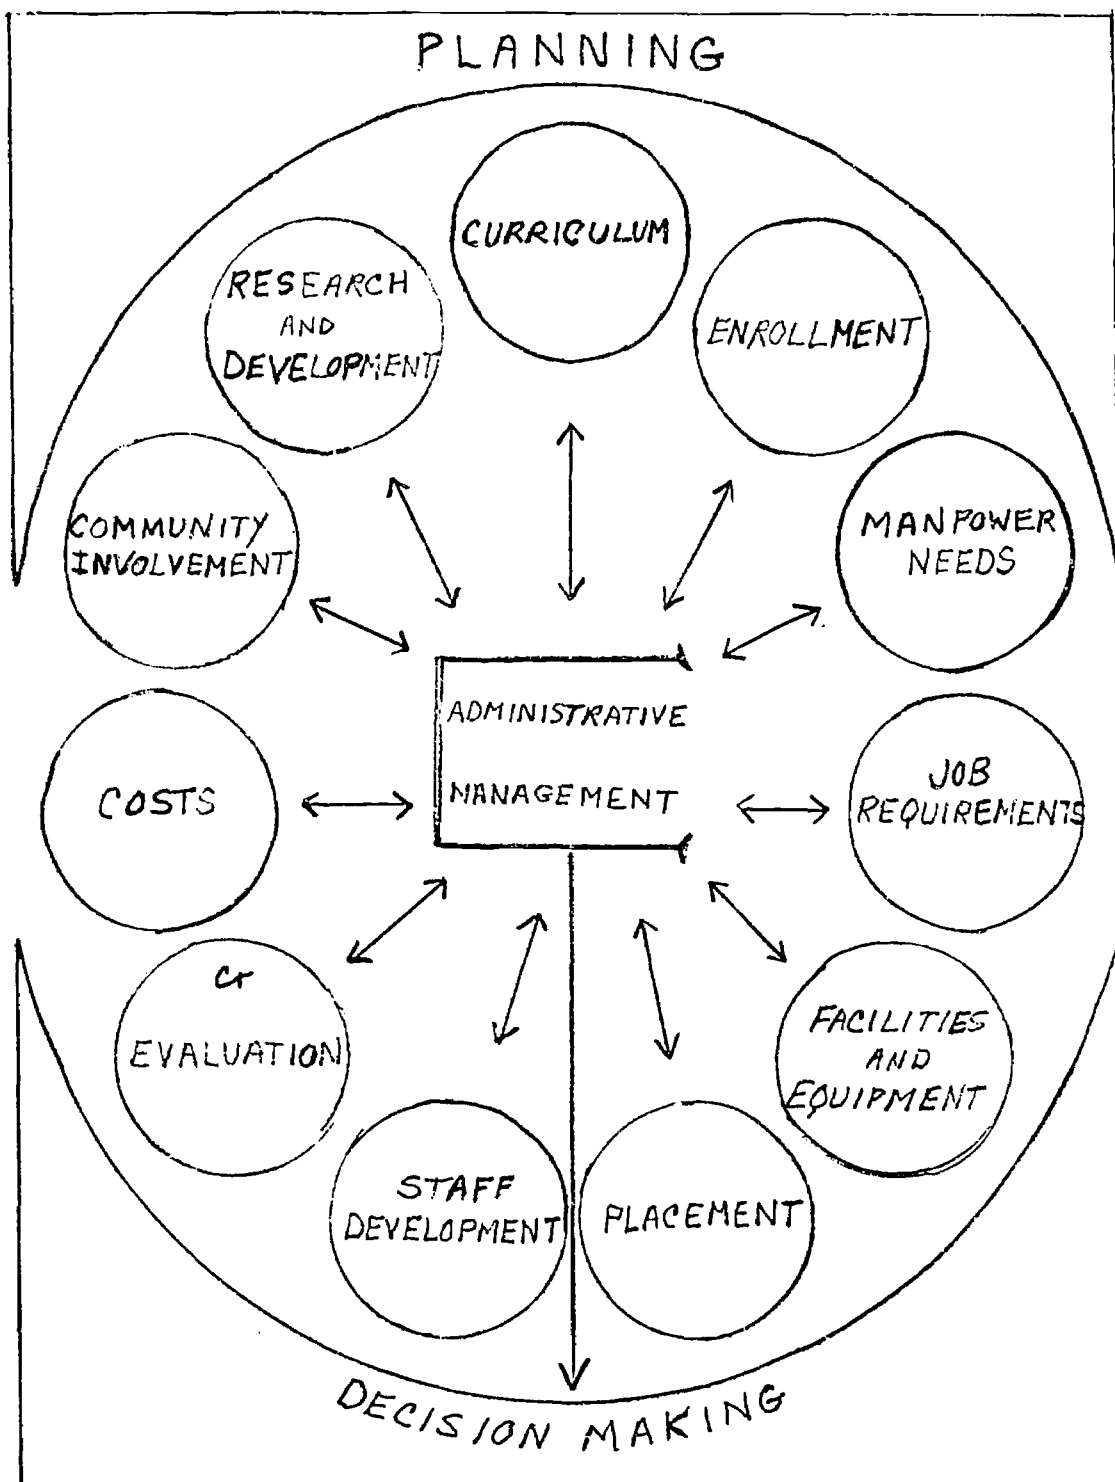 PLANNING
CURRICULUM
RESEARCH
AND
DEVELOPMENT
ENROLLMENT
COMMUNITY
INVOLVEMENT
MANPOWER
NEEDS
ADMINISTRATIVE
MANAGEMENT
COSTS
JOB
REQUIREMENTS
EVALUATION
FACILITIES
AND
EQUIPMENT
STAFF
DEVELOPMENT
PLACEMENT
DECISION MAKING